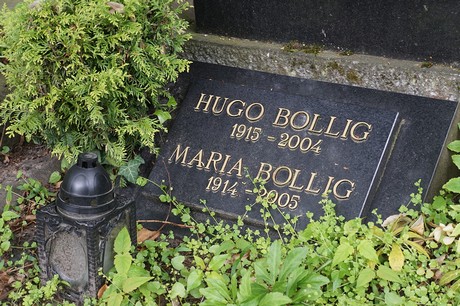 HUGO BOLLIG
1915 - 2004
MARIA BOLLIG
1914 - 2005